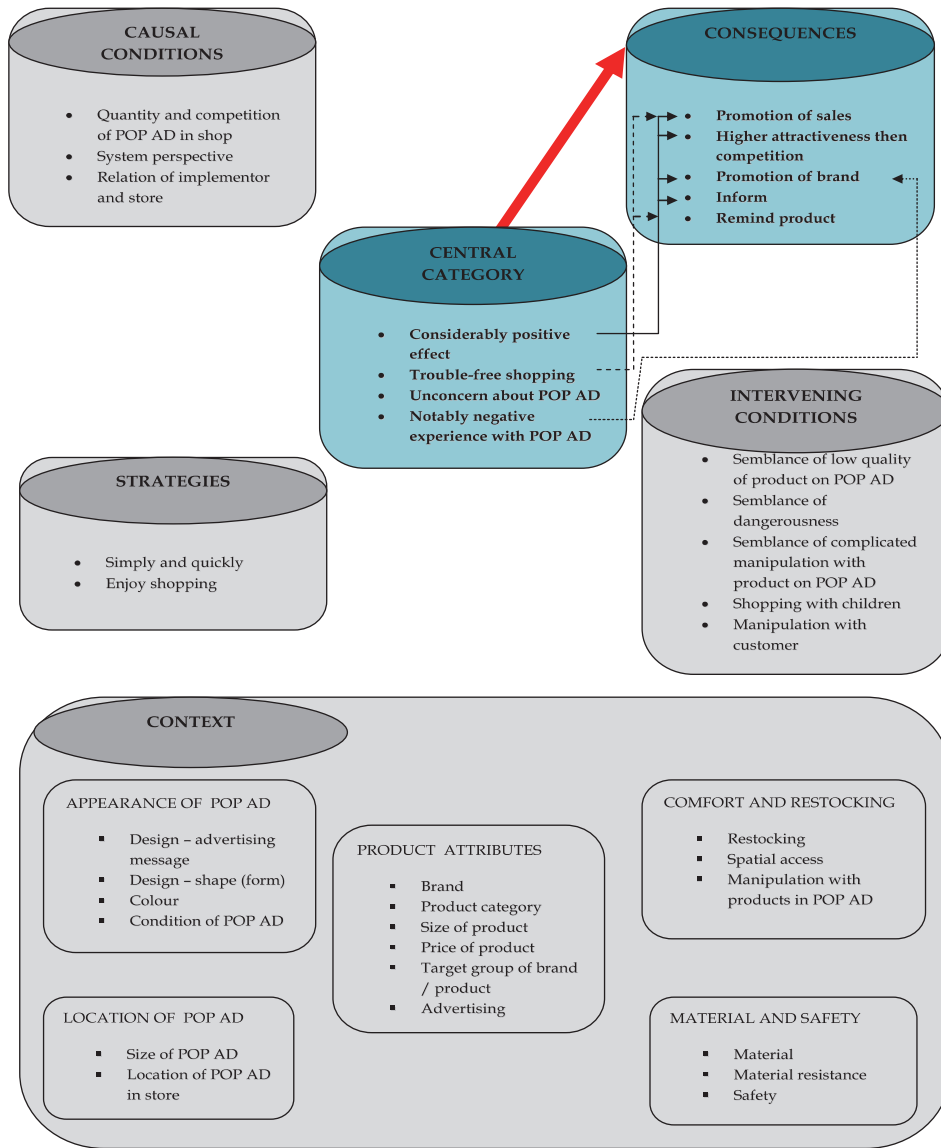 CAUSAL
CONDITIONS
• Quantity and competition
of POP AD in shop
• System perspective
• Relation of implementor
and store
CONSEQUENCES
• Promotion of sales
• Higher attractiveness then
competition
• Promotion of brand
• Inform
• Remind product
CENTRAL
CATEGORY
• Considerably positive
effect
• Trouble-free shopping
• Unconcern about POP AD
• Notably negative
experience with POP AD
INTERVENING
CONDITIONS
• Semblance of low quality
of product on POP AD
• Semblance of
dangerousness
• Semblance of complicated
manipulation with
product on POP AD
• Shopping with children
• Manipulation with
customer
STRATEGIES
• Simply and quickly
• Enjoy shopping
CONTEXT
APPEARANCE OF POP AD
▪ Design – advertising
message
▪ Design – shape (form)
▪ Colour
▪ Condition of POP AD
PRODUCT ATTRIBUTES
▪ Brand
▪ Product category
▪ Size of product
▪ Price of product
▪ Target group of brand
/ product
▪ Advertising
COMFORT AND RESTOCKING
▪ Restocking
▪ Spatial access
▪ Manipulation with
products in POP AD
LOCATION OF POP AD
▪ Size of POP AD
▪ Location of POP AD
in store
MATERIAL AND SAFETY
▪ Material
▪ Material resistance
▪ Safety